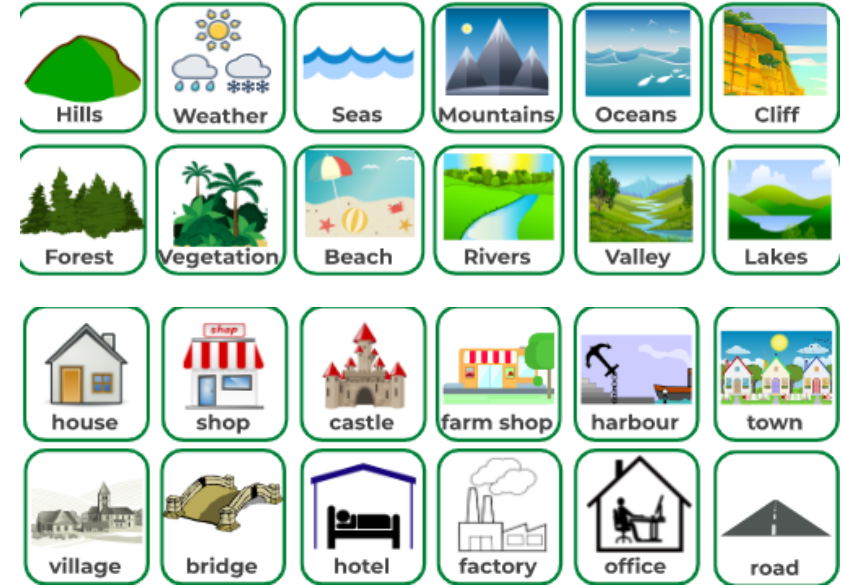 Hills Weather Seas Mountains Oceans Cliff
Forest Vegetation Beach Rivers Valley Lakes
shop
house shop castle farm shop harbour town
village bridge hotel factory office road